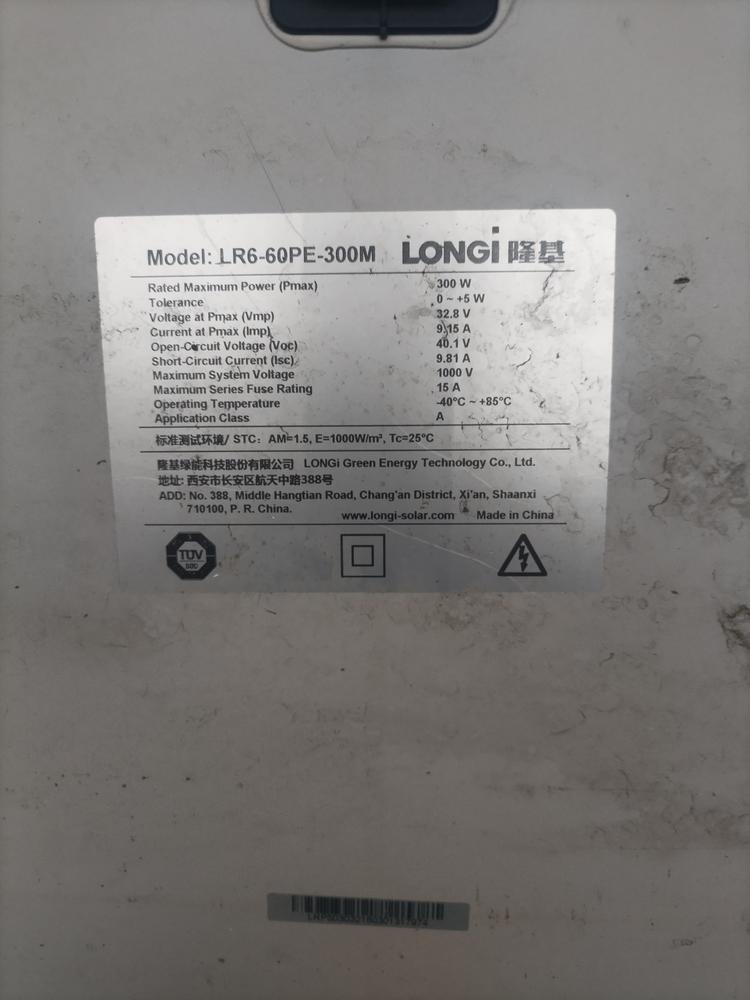 Model: LR6-60PE-300M LONGi 隆基
Rated Maximum Power (Pmax) 300 W
Tolerance 0 ~ +5 W
Voltage at Pmax (Vmp) 32.8 V
Current at Pmax (Imp) 9.15 A
Open-Circuit Voltage (Voc) 40.1 V
Short-Circuit Current (Isc) 9.81 A
Maximum System Voltage 1000 V
Maximum Series Fuse Rating 15 A
Operating Temperature -40°C ~ +85°C
Application Class A
标准测试环境/ STC: AM=1.5, E=1000W/m², Tc=25°C
隆基绿能科技股份有限公司 LONGi Green Energy Technology Co., Ltd.
地址: 西安市长安区航天中路388号
ADD: No. 388, Middle Hangtian Road, Chang'an District, Xi'an, Shaanxi
710100, P. R. China.
www.longi-solar.com Made in China
TÜV
SÜD